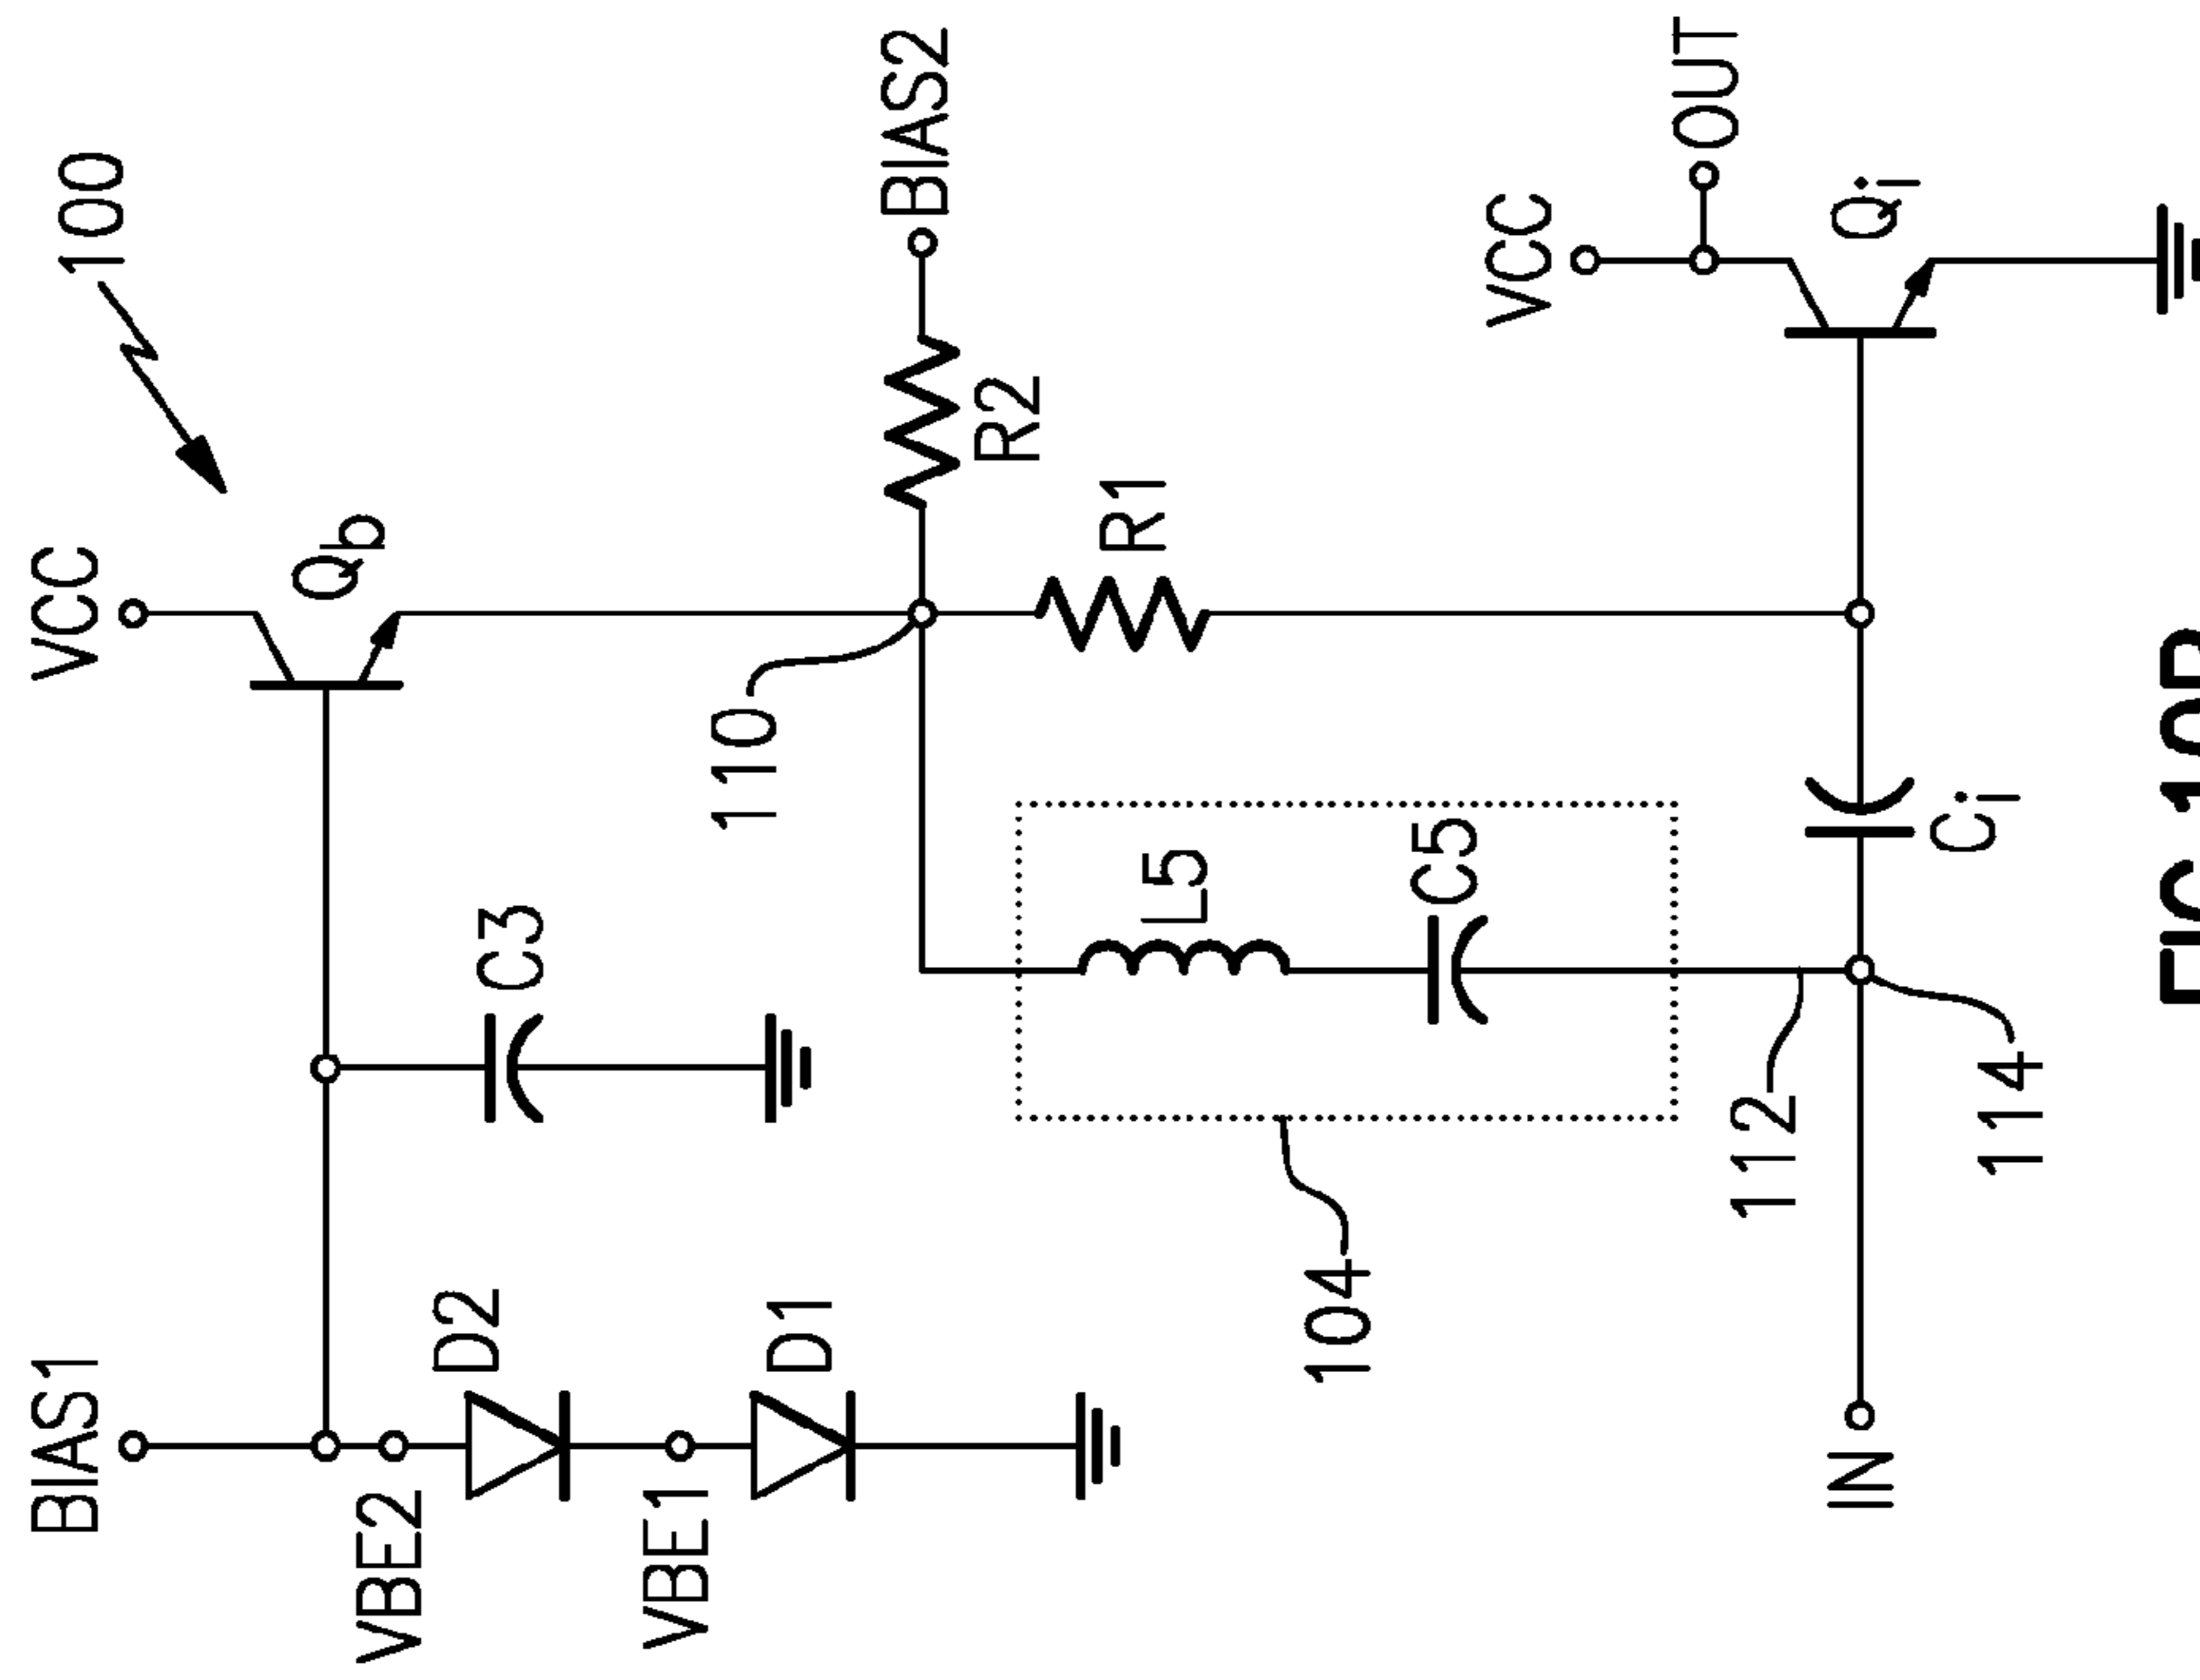 100
VCC
Qb
BIAS1
VBE2
D2
VBE1
D1
C3
110
BIAS2
R2
R1
104
L5
C5
112
114
IN
Ci
VCC
OUT
Qi